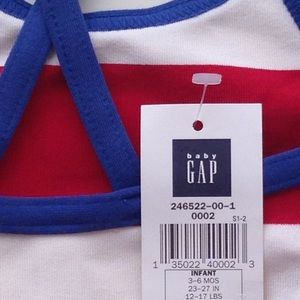 baby
GAP
246522-00-1
0002
S1-2
1 35022 40002 3
INFANT
3-6 MOS
23-27 IN
12-17 LBS